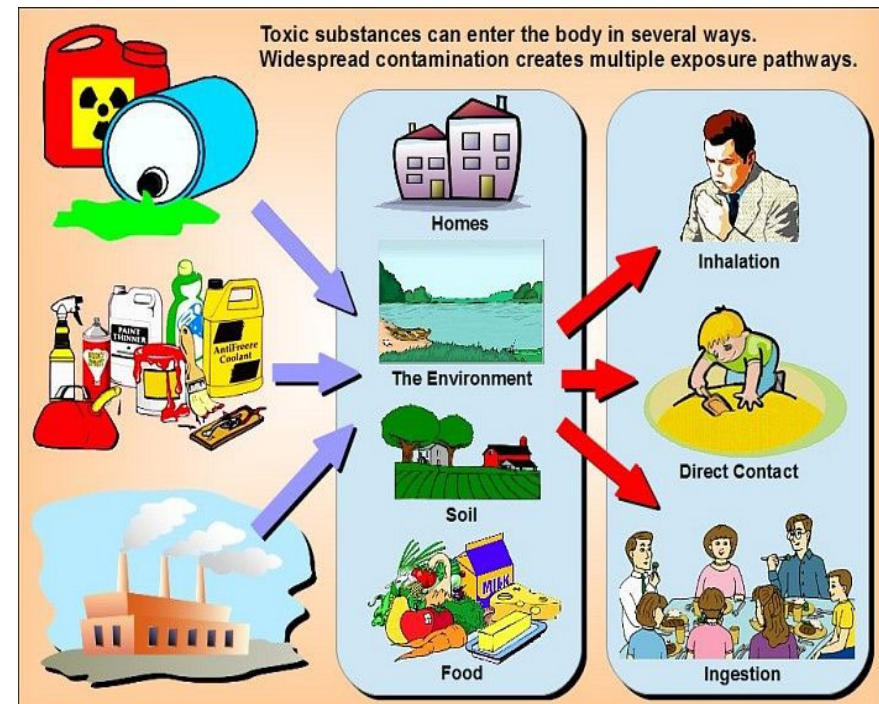 Toxic substances can enter the body in several ways.
Widespread contamination creates multiple exposure pathways.
Homes
The Environment
Soil
Food
Inhalation
Direct Contact
Ingestion
PAINT
THINNER
AntiFreeze
Coolant
MILK